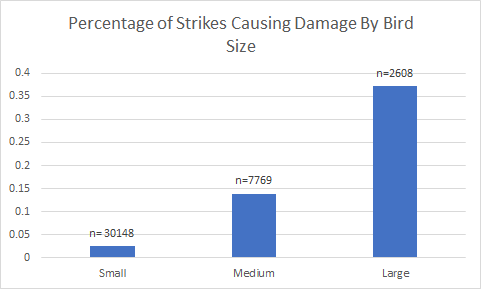 Percentage of Strikes Causing Damage By Bird
Size
0.4
0.35
0.3
0.25
0.2
0.15
0.1
0.05
0
n= 30148
n=7769
n=2608
Small
Medium
Large